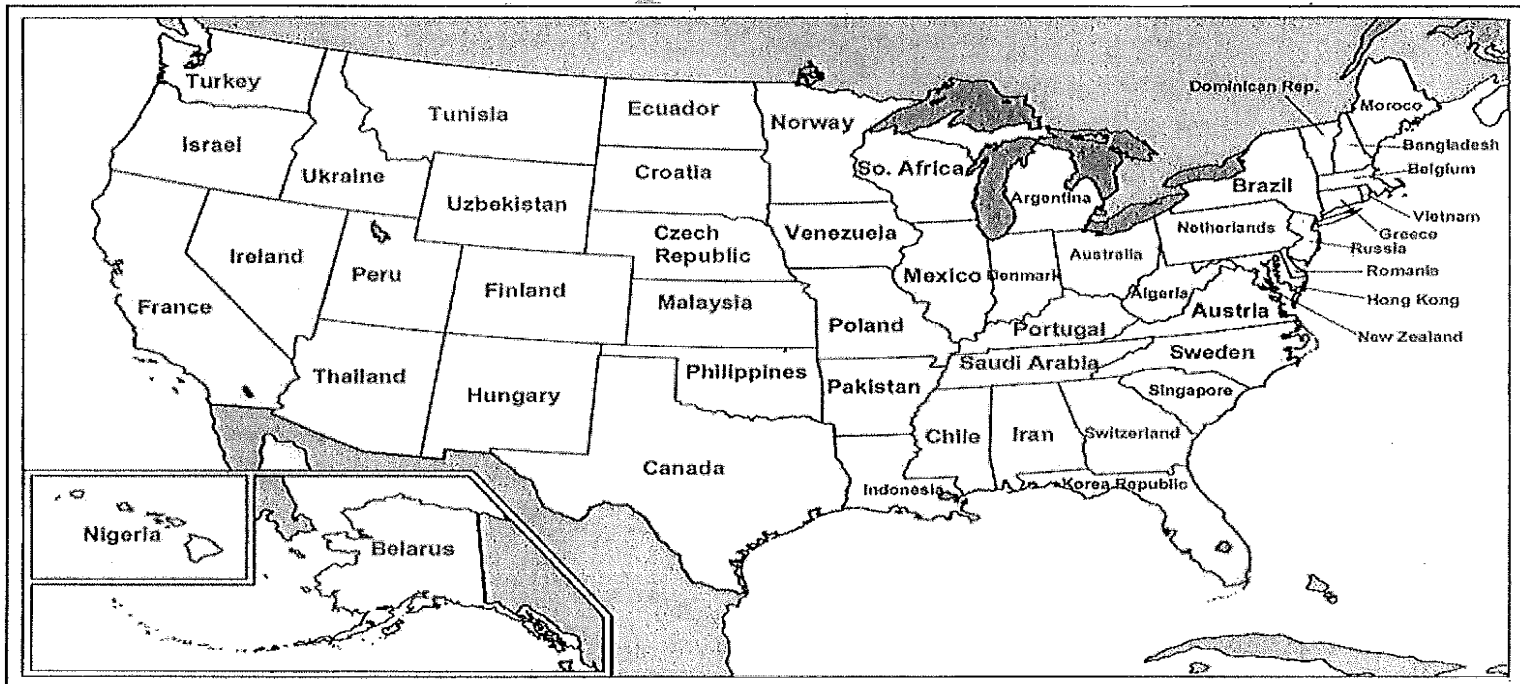 Turkey
Tunisia
Ecuador
Norway
Dominican Rep.
Moroco
Israel
Ukraine
Croatia
So. Africa
Argentina
Bangladesh
Belgium
Uzbekistan
Brazil
Vietnam
Greece
Russia
Ireland
Peru
Czech
Republic
Venezuela
Netherlands
Australia
Romania
France
Finland
Malaysia
Mexico
Denmark
Algeria
Hong Kong
Austria
New Zealand
Poland
Portugal
Thailand
Hungary
Philippines
Pakistan
Saudi Arabia
Sweden
Singapore
Canada
Chile
Iran
Switzerland
Indonesia
Korea Republic
Nigeria
Belarus